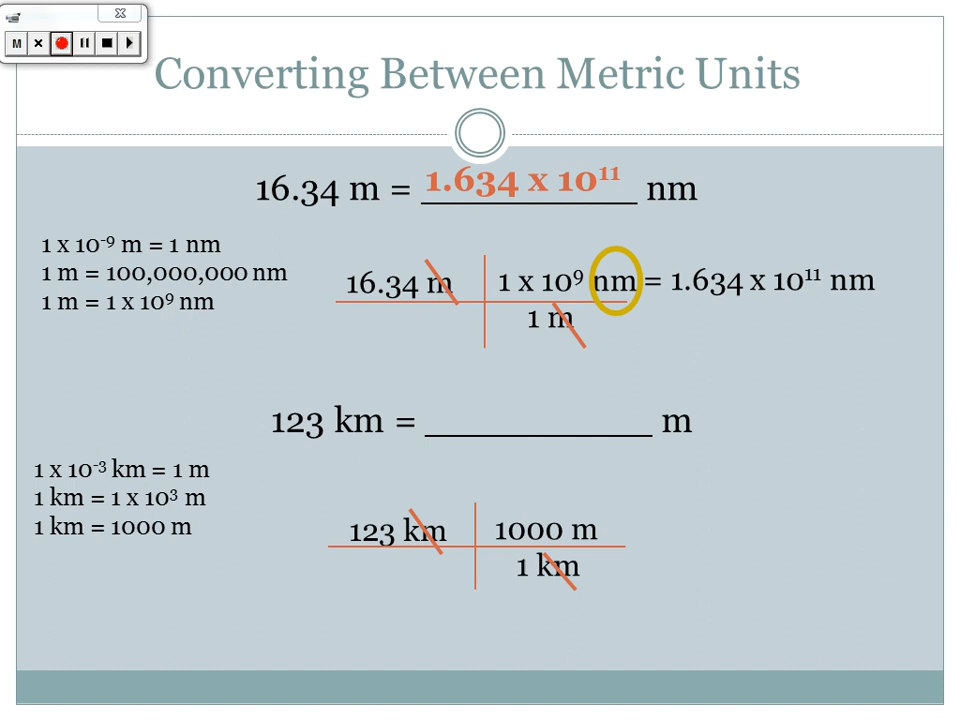 M
Converting Between Metric Units
16.34 m = 1.634 x 10¹¹ nm
1 x 10⁻⁹ m = 1 nm
1 m = 100,000,000 nm
1 m = 1 x 10⁹ nm
16.34 m 1 x 10⁹ nm = 1.634 x 10¹¹ nm
1 m
123 km = ____________ m
1 x 10⁻³ km = 1 m
1 km = 1 x 10³ m
1 km = 1000 m
123 km 1000 m
1 km